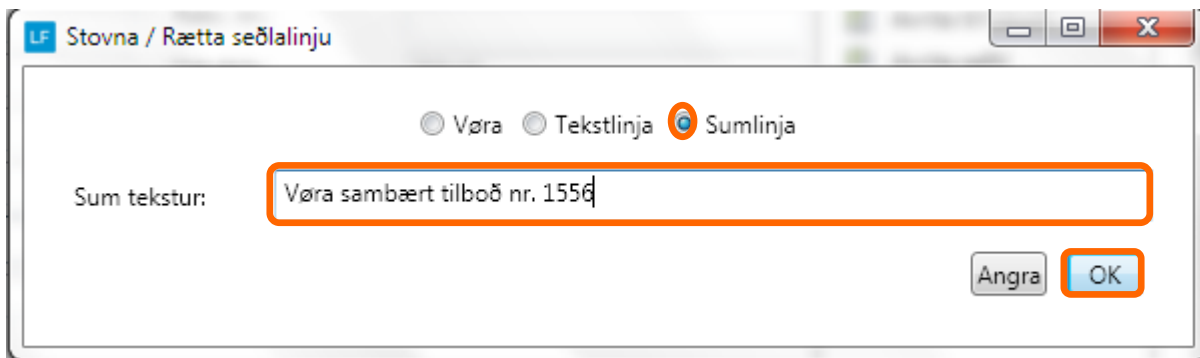 LF Stovna / Rætta seðlalinju
Vøra Tekstlinja Sumlinja
Sum tekstur: Vøra sambært tilboð nr. 1556
Angra OK